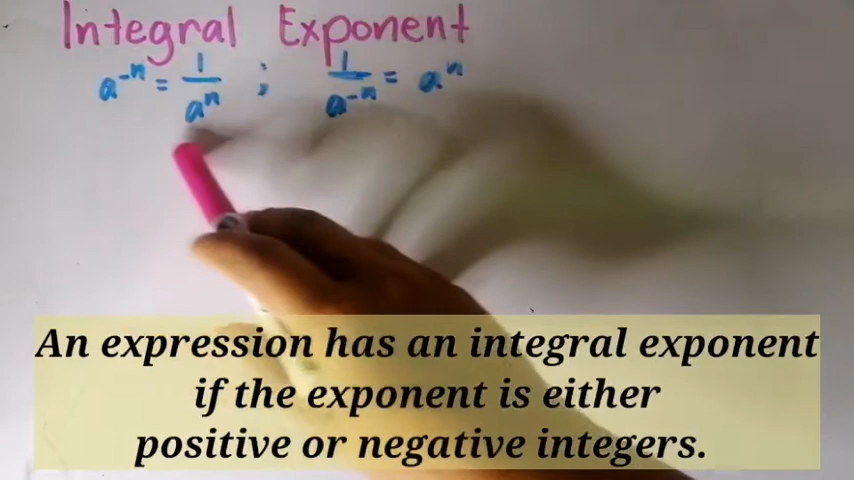 Integral Exponent
a⁻ⁿ = 1/aⁿ ; 1/a⁻ⁿ = aⁿ
An expression has an integral exponent
if the exponent is either
positive or negative integers.